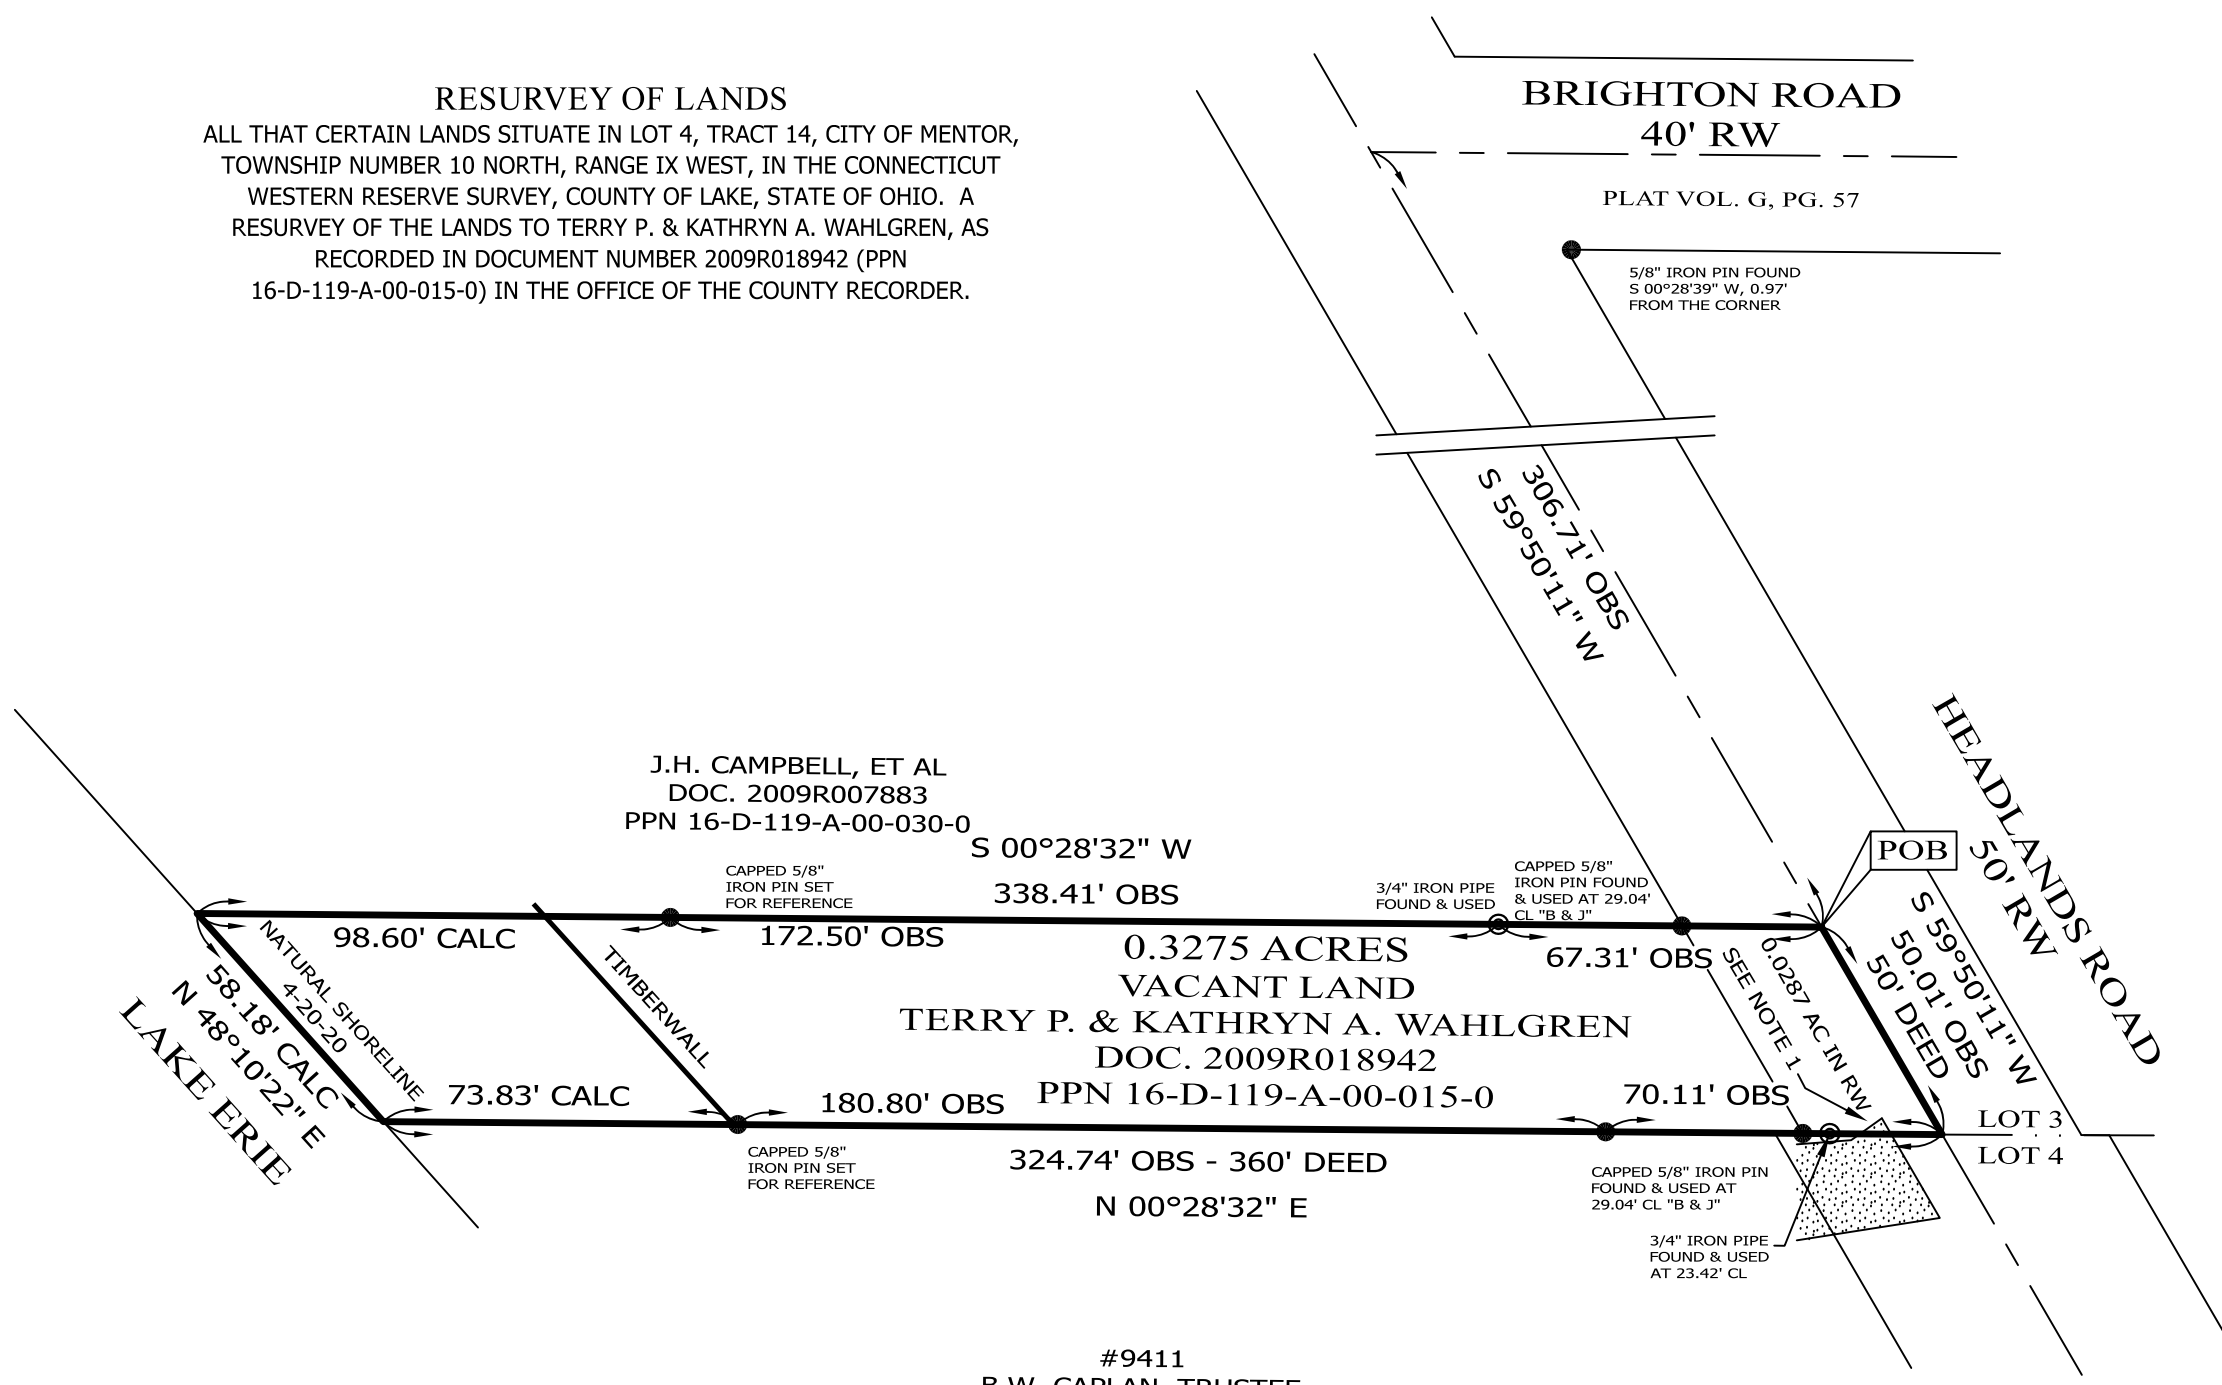 RESURVEY OF LANDS
ALL THAT CERTAIN LANDS SITUATE IN LOT 4, TRACT 14, CITY OF MENTOR,
TOWNSHIP NUMBER 10 NORTH, RANGE IX WEST, IN THE CONNECTICUT
WESTERN RESERVE SURVEY, COUNTY OF LAKE, STATE OF OHIO. A
RESURVEY OF THE LANDS TO TERRY P. & KATHRYN A. WAHLGREN, AS
RECORDED IN DOCUMENT NUMBER 2009R018942 (PPN
16-D-119-A-00-015-0) IN THE OFFICE OF THE COUNTY RECORDER.
BRIGHTON ROAD
40' RW
PLAT VOL. G, PG. 57
5/8" IRON PIN FOUND
S 00°28'39" W, 0.97'
FROM THE CORNER
306.71' OBS
S 59°50'11" W
HEADLANDS ROAD
50' RW
POB
S 59°50'11" W
50.01' OBS
50' DEED
J.H. CAMPBELL, ET AL
DOC. 2009R007883
PPN 16-D-119-A-00-030-0
S 00°28'32" W
338.41' OBS
CAPPED 5/8"
IRON PIN SET
FOR REFERENCE
3/4" IRON PIPE
FOUND & USED
CAPPED 5/8"
IRON PIN FOUND
& USED AT 29.04'
CL "B & J"
98.60' CALC
172.50' OBS
67.31' OBS
0.3275 ACRES
VACANT LAND
TERRY P. & KATHRYN A. WAHLGREN
DOC. 2009R018942
PPN 16-D-119-A-00-015-0
0.0287 AC IN RW
SEE NOTE 1
TIMBERWALL
NATURAL SHORELINE
4-20-20
58.18' CALC
N 48°10'22" E
LAKE ERIE
73.83' CALC
180.80' OBS
70.11' OBS
LOT 3
LOT 4
CAPPED 5/8"
IRON PIN SET
FOR REFERENCE
324.74' OBS - 360' DEED
N 00°28'32" E
CAPPED 5/8" IRON PIN
FOUND & USED AT
29.04' CL "B & J"
3/4" IRON PIPE
FOUND & USED
AT 23.42' CL
#9411
B.W. CAPLAN, TRUSTEE